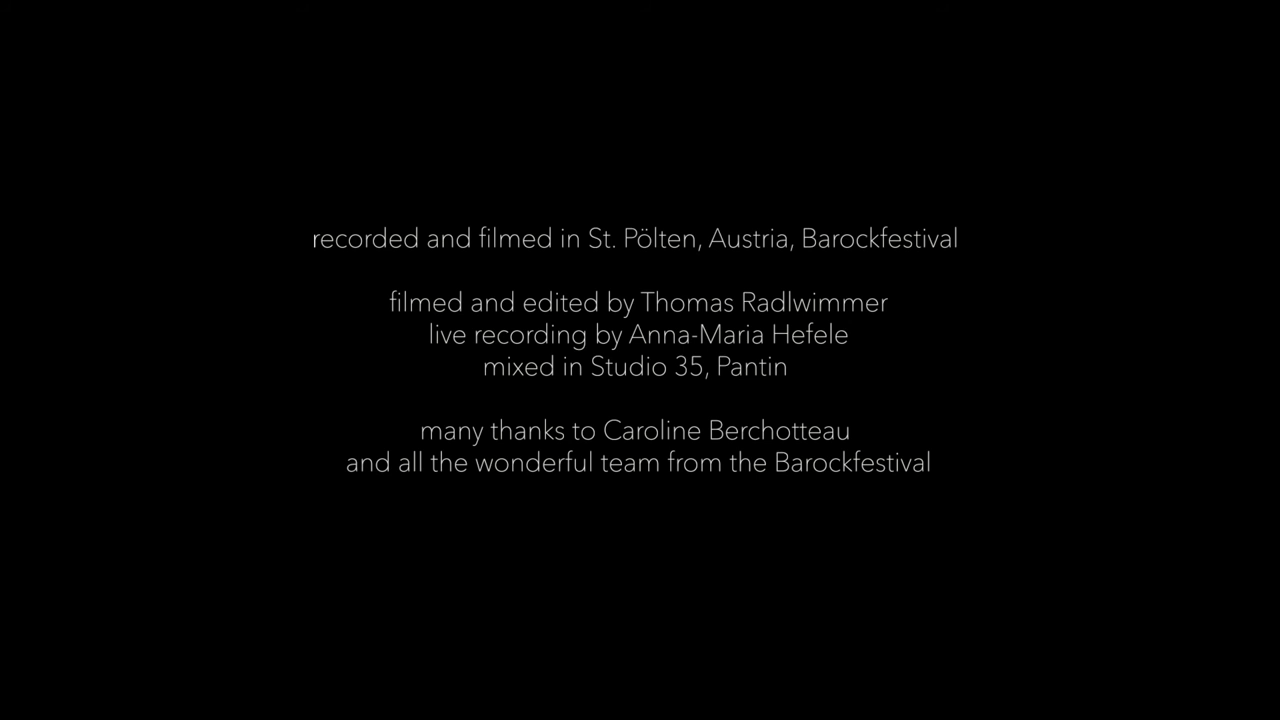 recorded and filmed in St. Pölten, Austria, Barockfestival
filmed and edited by Thomas Radlwimmer
live recording by Anna-Maria Hefele
mixed in Studio 35, Pantin
many thanks to Caroline Berchotteau
and all the wonderful team from the Barockfestival